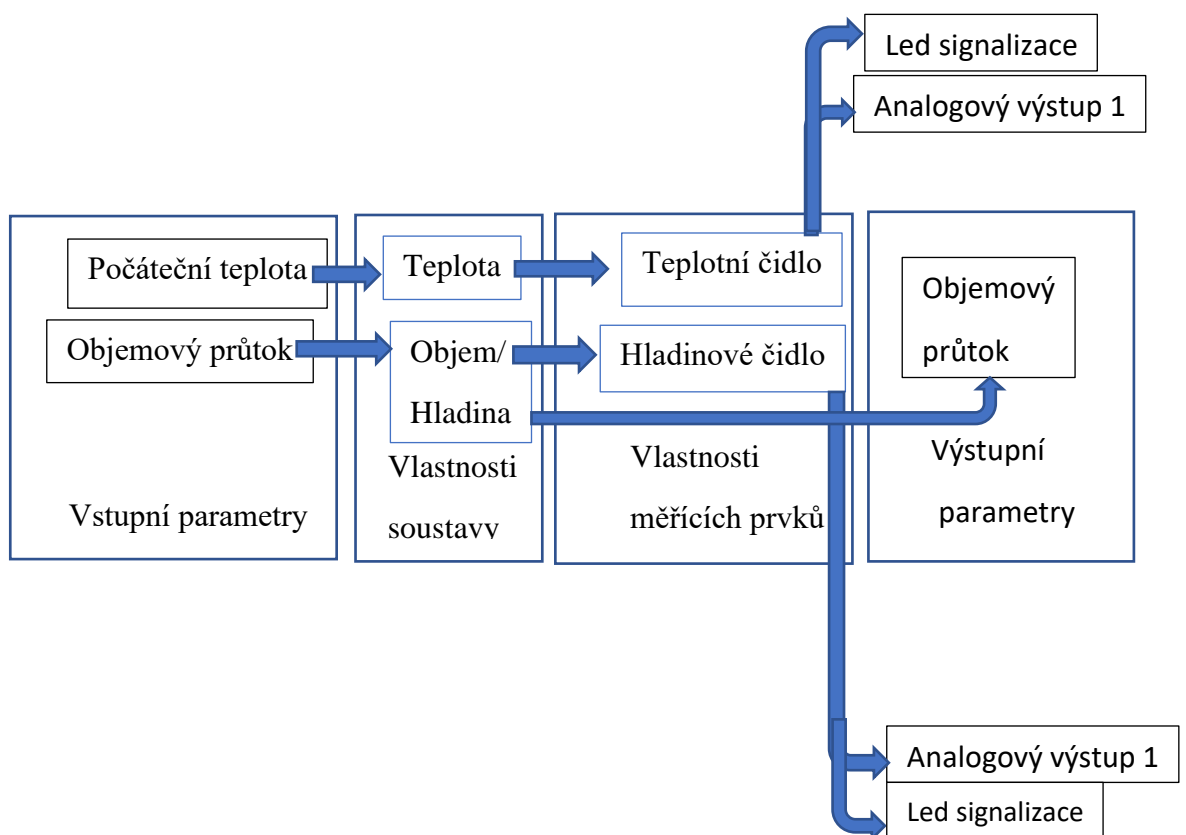 Led signalizace
Analogový výstup 1
Počáteční teplota
Objemový průtok
Vstupní parametry
Teplota
Objem/
Hladina
Vlastnosti
soustavy
Teplotní čidlo
Hladinové čidlo
Vlastnosti
měřících prvků
Objemový
průtok
Výstupní
parametry
Analogový výstup 1
Led signalizace